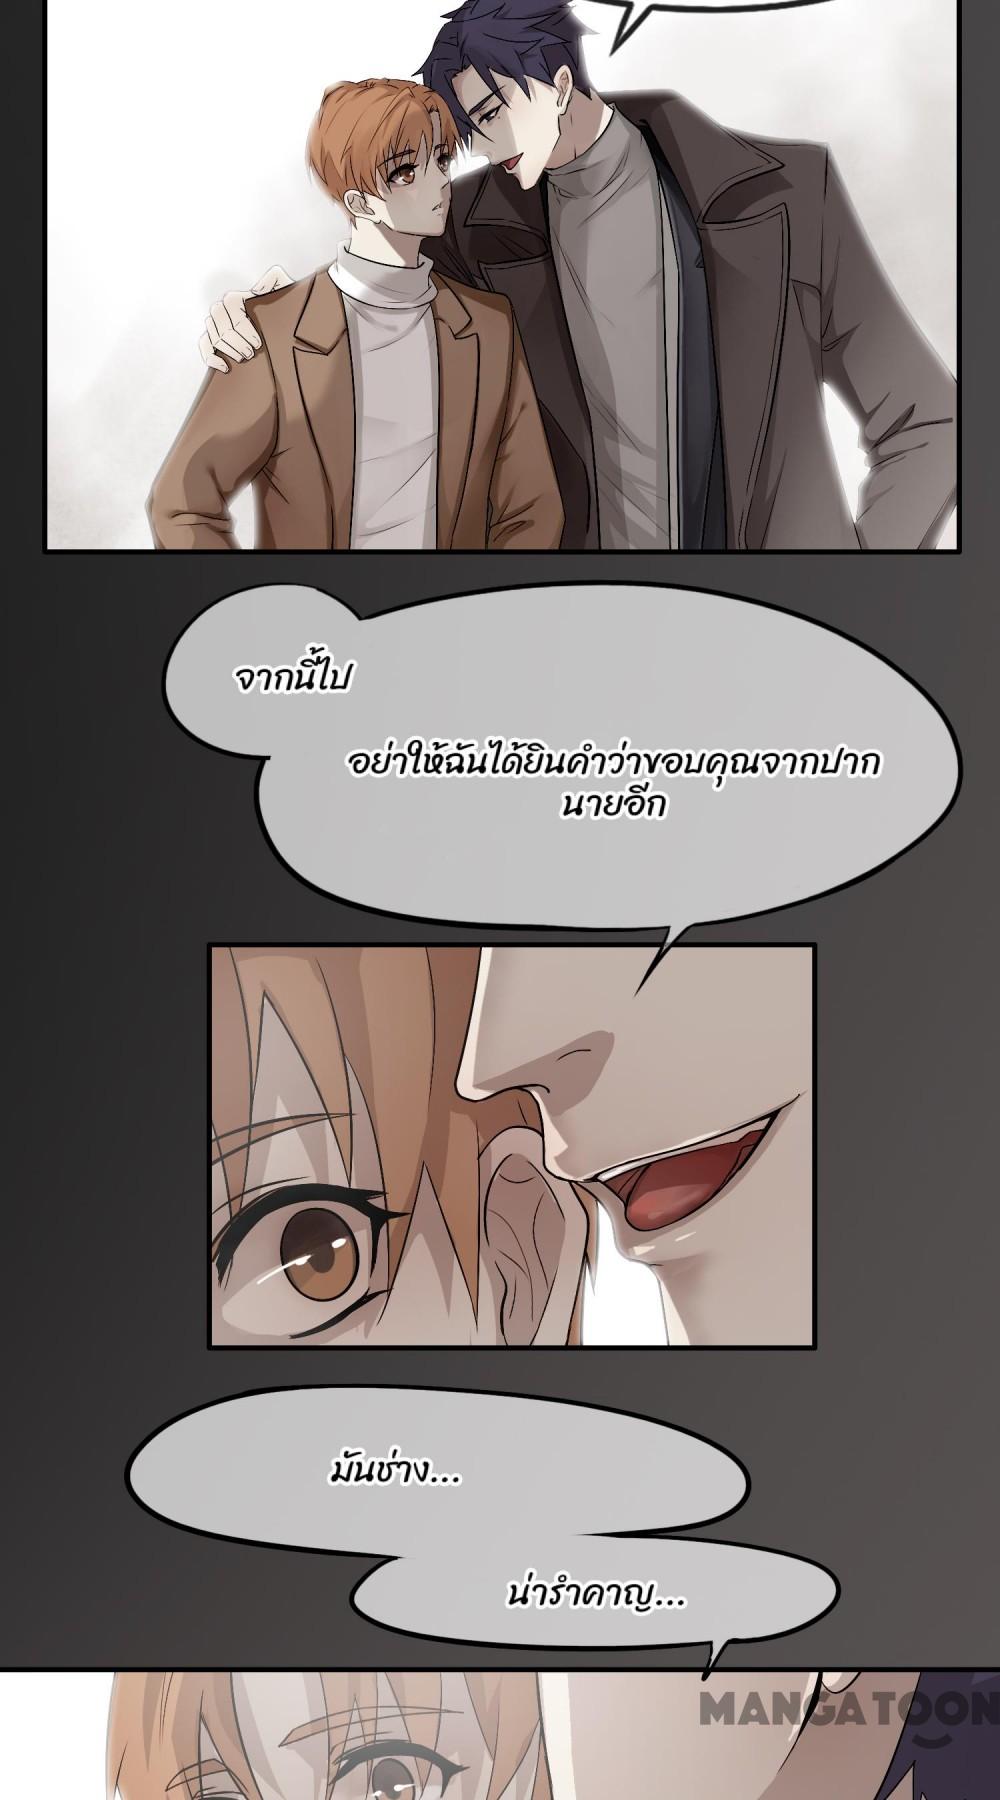 จากนี้ไป
อย่าให้ฉันได้ยินคำว่าขอบคุณจากปาก
นายอีก
มันช่าง...
น่ารำคาญ...
MANGATOON